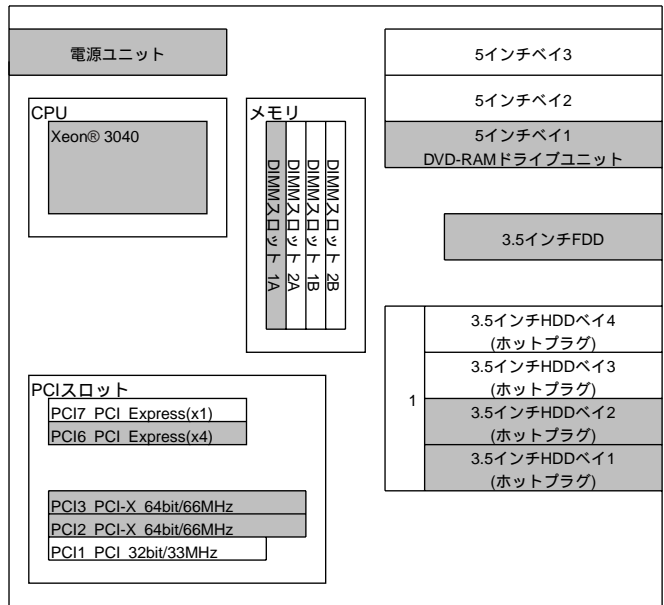 電源ユニット
CPU
Xeon® 3040
メモリ
DIMMスロット 1A
DIMMスロット 2A
DIMMスロット 1B
DIMMスロット 2B
PCIスロット
PCI7 PCI Express(x1)
PCI6 PCI Express(x4)
PCI3 PCI-X 64bit/66MHz
PCI2 PCI-X 64bit/66MHz
PCI1 PCI 32bit/33MHz
5インチベイ3
5インチベイ2
5インチベイ1
DVD-RAMドライブユニット
3.5インチFDD
1
3.5インチHDDベイ4
(ホットプラグ)
3.5インチHDDベイ3
(ホットプラグ)
3.5インチHDDベイ2
(ホットプラグ)
3.5インチHDDベイ1
(ホットプラグ)